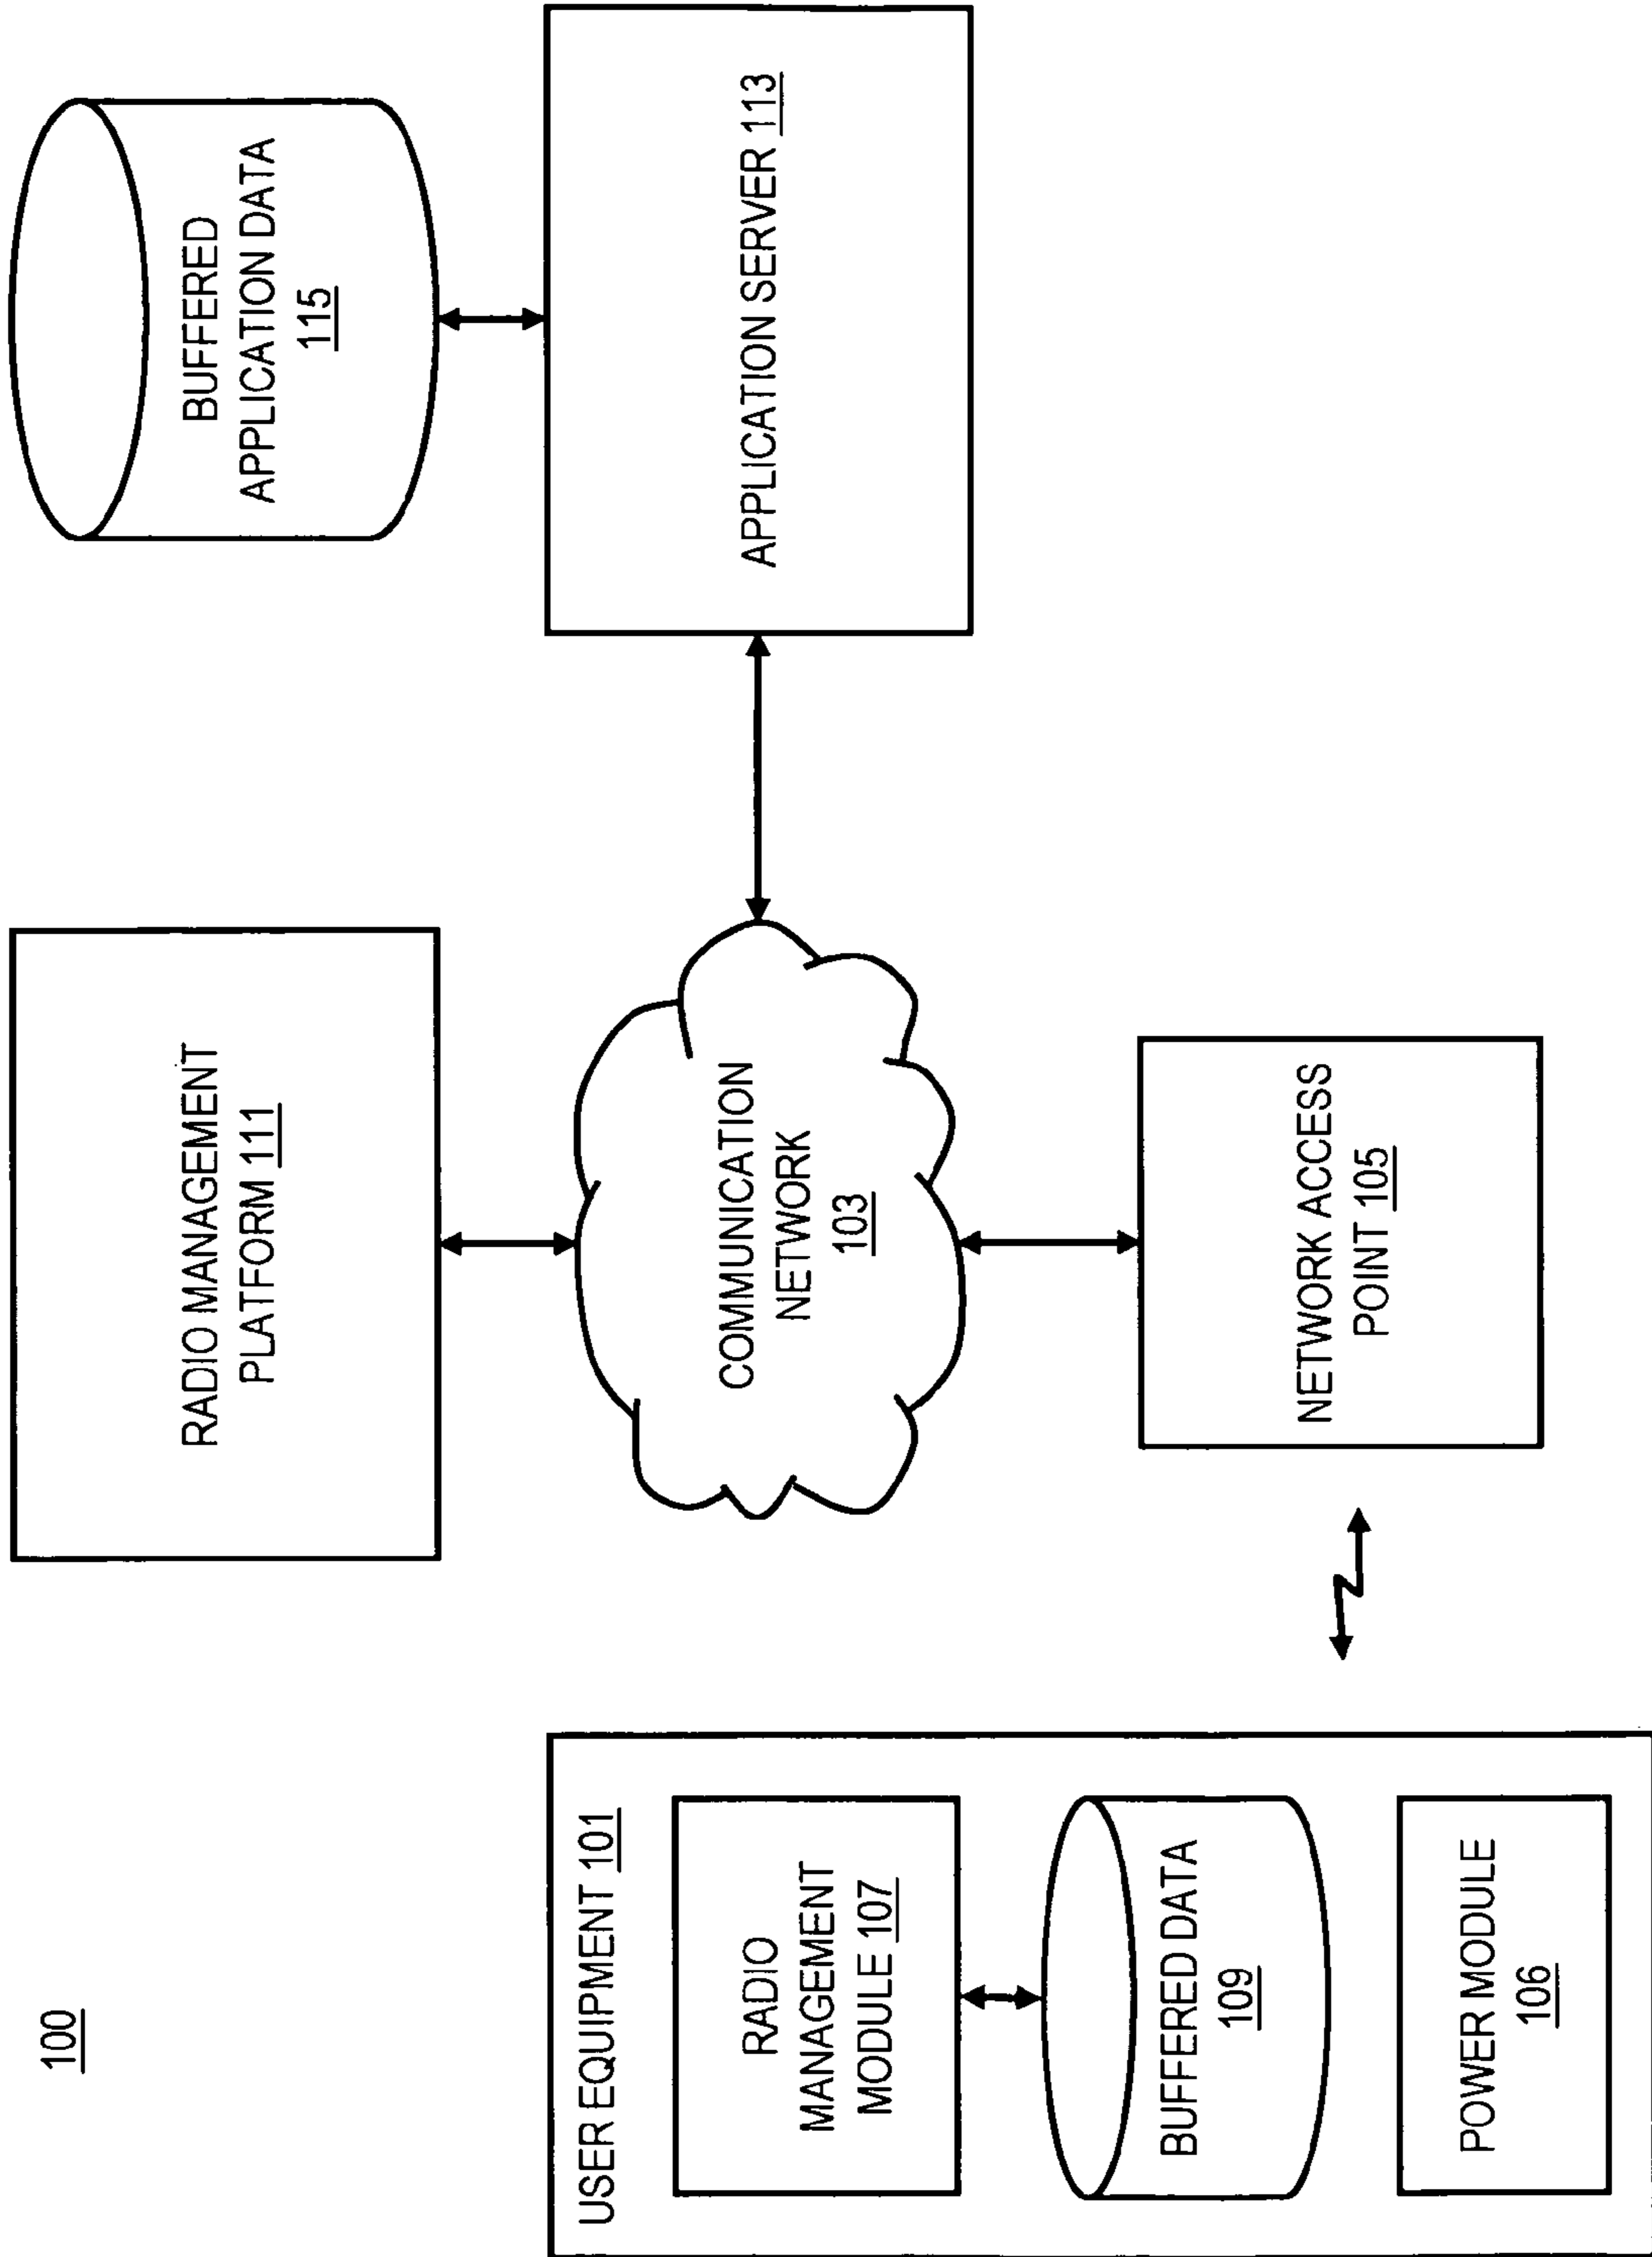 100
RADIO MANAGEMENT
PLATFORM 111
BUFFERED
APPLICATION DATA
115
USER EQUIPMENT 101
RADIO
MANAGEMENT
MODULE 107
BUFFERED DATA
109
POWER MODULE
106
COMMUNICATION
NETWORK
103
APPLICATION SERVER 113
NETWORK ACCESS
POINT 105